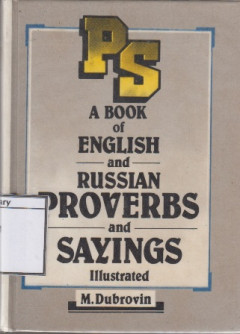 PS
A BOOK
of
ENGLISH
and
RUSSIAN
PROVERBS
and
SAYINGS
Illustrated
M. Dubrovin